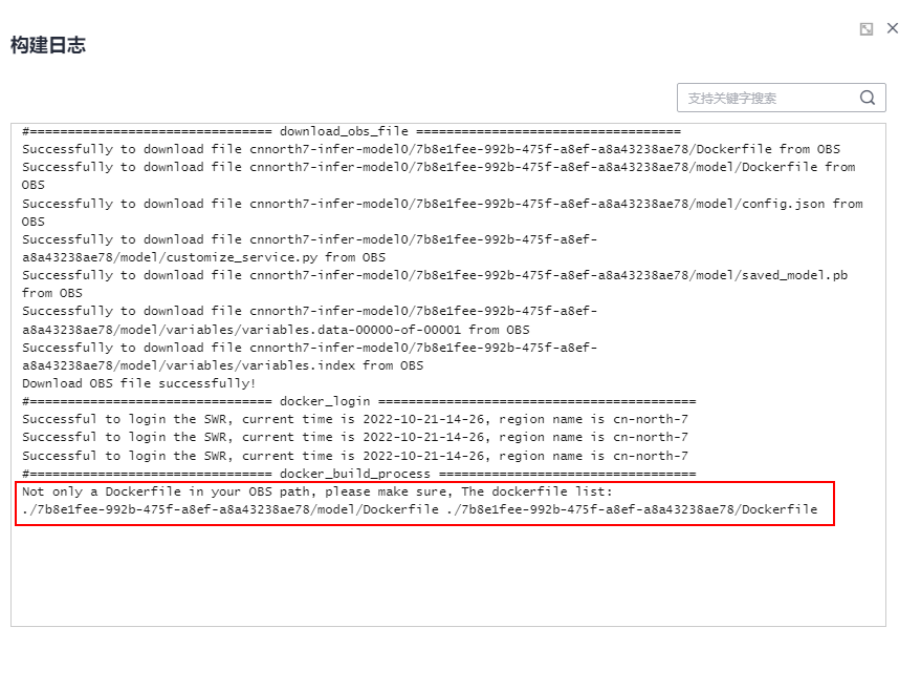 构建日志
支持关键字搜索
#================================ download_obs_file ===================================
Successfully to download file cnnorth7-infer-model0/7b8e1fee-992b-475f-a8ef-a8a43238ae78/Dockerfile from OBS
Successfully to download file cnnorth7-infer-model0/7b8e1fee-992b-475f-a8ef-a8a43238ae78/model/Dockerfile from
OBS
Successfully to download file cnnorth7-infer-model0/7b8e1fee-992b-475f-a8ef-a8a43238ae78/model/config.json from
OBS
Successfully to download file cnnorth7-infer-model0/7b8e1fee-992b-475f-a8ef-
a8a43238ae78/model/customize_service.py from OBS
Successfully to download file cnnorth7-infer-model0/7b8e1fee-992b-475f-a8ef-a8a43238ae78/model/saved_model.pb
from OBS
Successfully to download file cnnorth7-infer-model0/7b8e1fee-992b-475f-a8ef-
a8a43238ae78/model/variables/variables.data-00000-of-00001 from OBS
Successfully to download file cnnorth7-infer-model0/7b8e1fee-992b-475f-a8ef-
a8a43238ae78/model/variables/variables.index from OBS
Download OBS file successfully!
#================================ docker_login ==========================================
Successful to login the SWR, current time is 2022-10-21-14-26, region name is cn-north-7
Successful to login the SWR, current time is 2022-10-21-14-26, region name is cn-north-7
Successful to login the SWR, current time is 2022-10-21-14-26, region name is cn-north-7
#================================ docker_build_process ==================================
Not only a Dockerfile in your OBS path, please make sure, The dockerfile list:
./7b8e1fee-992b-475f-a8ef-a8a43238ae78/model/Dockerfile ./7b8e1fee-992b-475f-a8ef-a8a43238ae78/Dockerfile